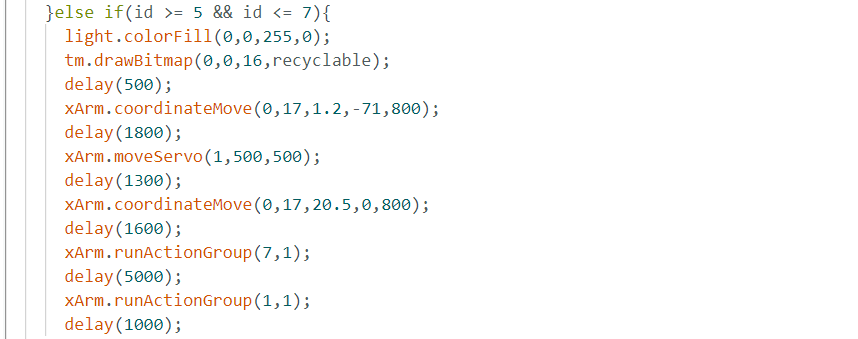 }else if(id >= 5 && id <= 7){
light.colorFill(0,0,255,0);
tm.drawBitmap(0,0,16,recyclable);
delay(500);
xArm.coordinateMove(0,17,1.2,-71,800);
delay(1800);
xArm.moveServo(1,500,500);
delay(1300);
xArm.coordinateMove(0,17,20.5,0,800);
delay(1600);
xArm.runActionGroup(7,1);
delay(5000);
xArm.runActionGroup(1,1);
delay(1000);